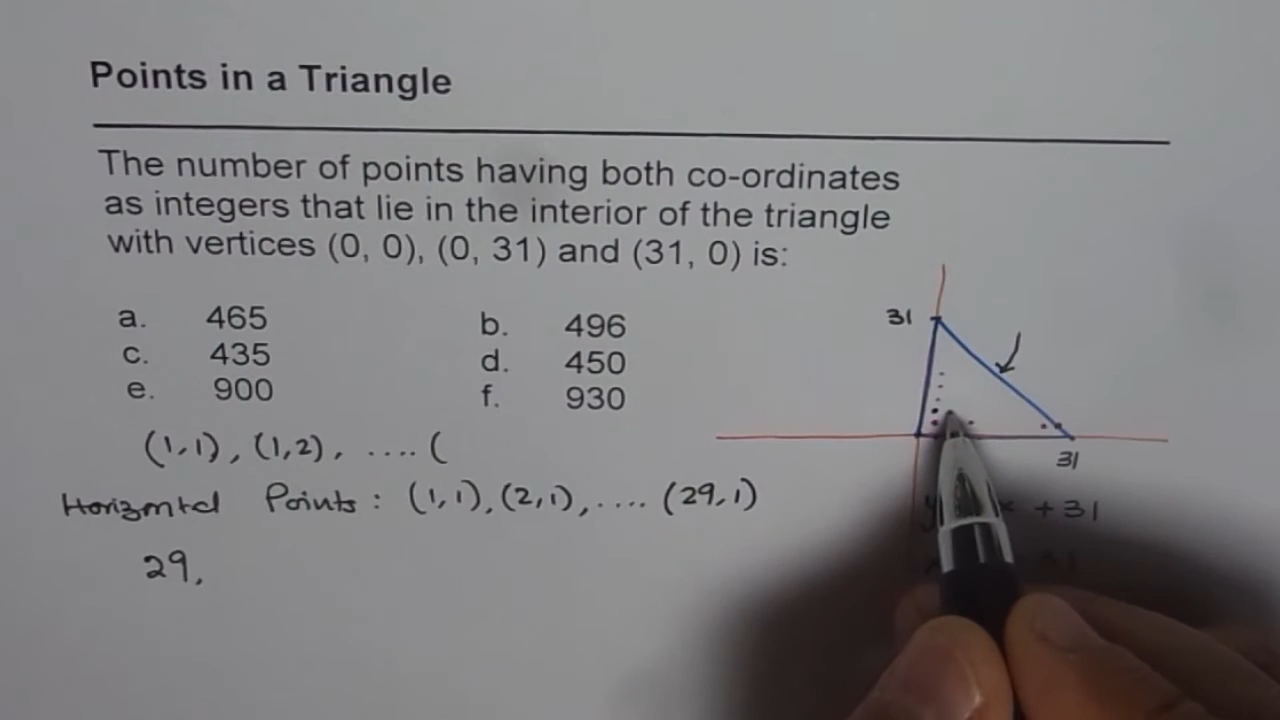 Points in a Triangle
The number of points having both co-ordinates
as integers that lie in the interior of the triangle
with vertices (0, 0), (0, 31) and (31, 0) is:
a. 465 b. 496
c. 435 d. 450
e. 900 f. 930
31
31
(1,1), (1,2), .... (
Horizontal Points : (1,1), (2,1), .... (29,1)
+31
29,